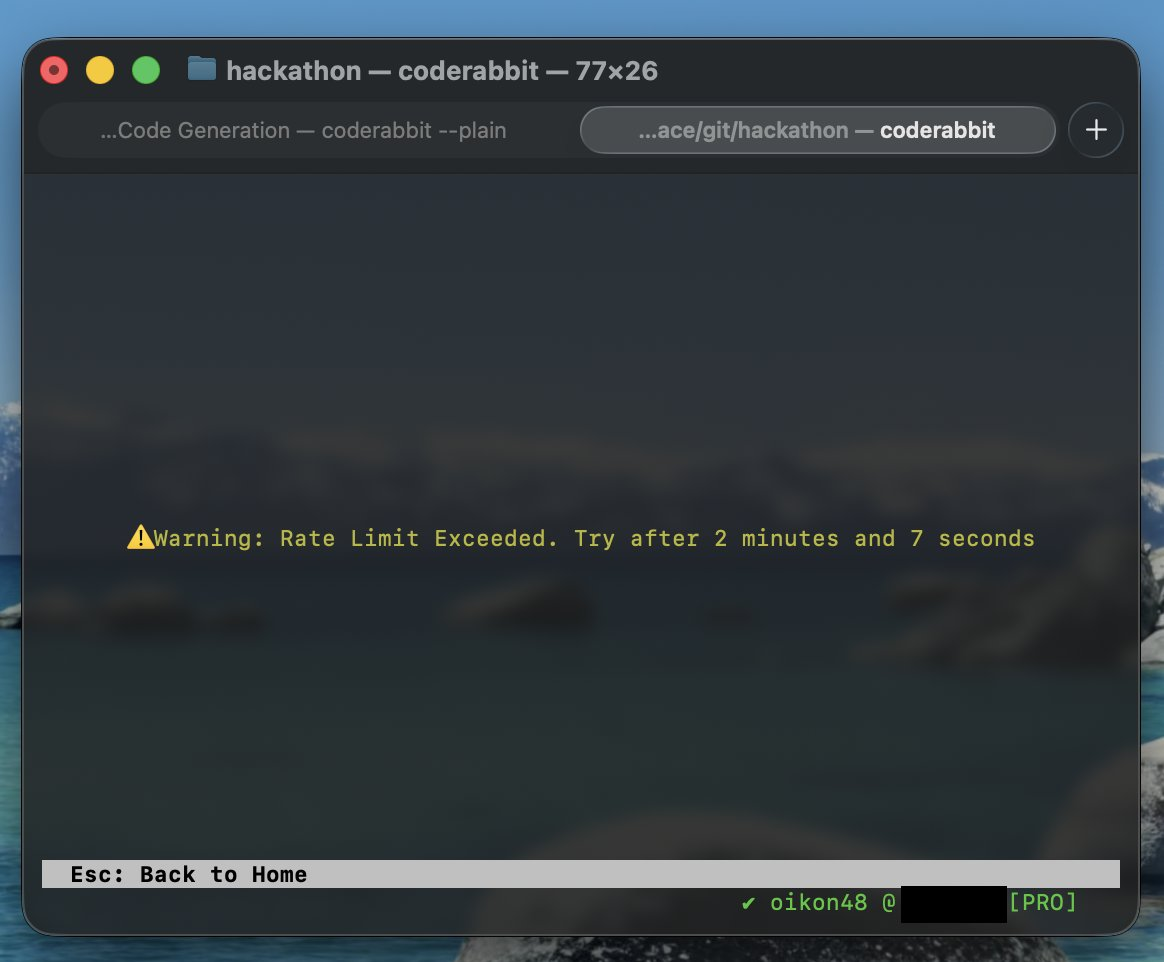 hackathon — coderabbit — 77×26
...Code Generation — coderabbit --plain
...ace/git/hackathon — coderabbit
+
⚠Warning: Rate Limit Exceeded. Try after 2 minutes and 7 seconds
Esc: Back to Home
✔ oikon48 @ [PRO]